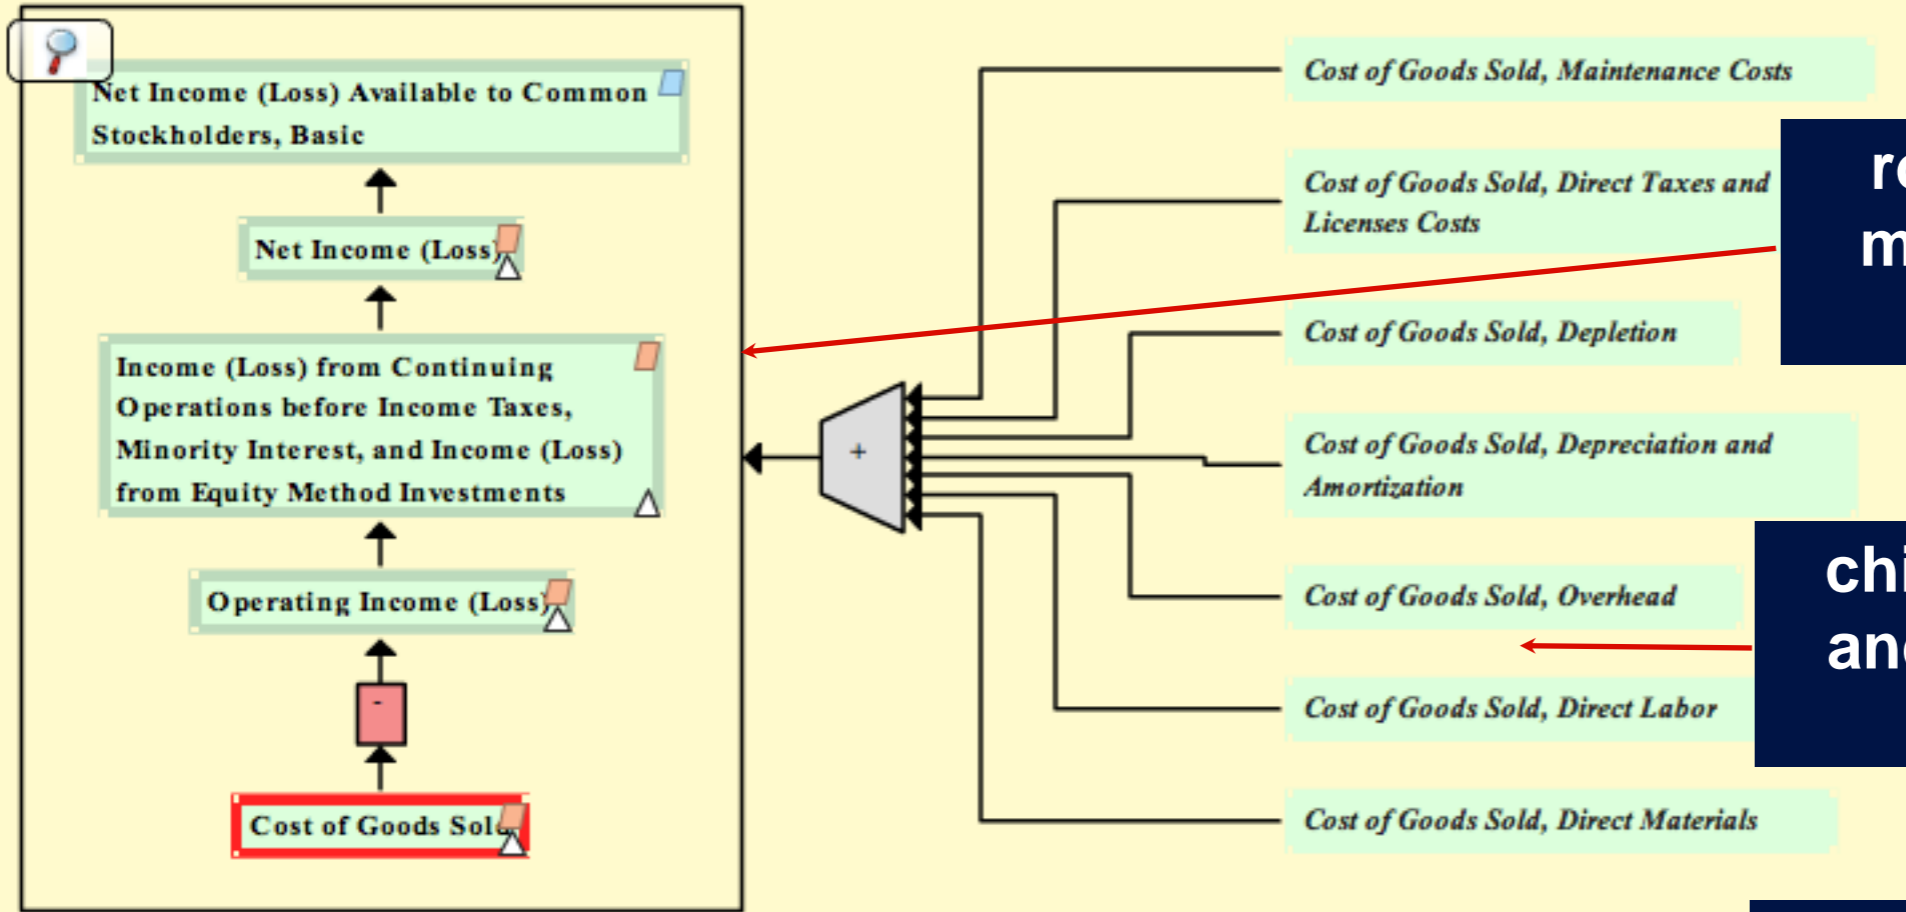 Net Income (Loss) Available to Common
Stockholders, Basic
Net Income (Loss)
Income (Loss) from Continuing
Operations before Income Taxes,
Minority Interest, and Income (Loss)
from Equity Method Investments
Operating Income (Loss)
-
Cost of Goods Sold
+
Cost of Goods Sold, Maintenance Costs
Cost of Goods Sold, Direct Taxes and
Licenses Costs
Cost of Goods Sold, Depletion
Cost of Goods Sold, Depreciation and
Amortization
Cost of Goods Sold, Overhead
Cost of Goods Sold, Direct Labor
Cost of Goods Sold, Direct Materials